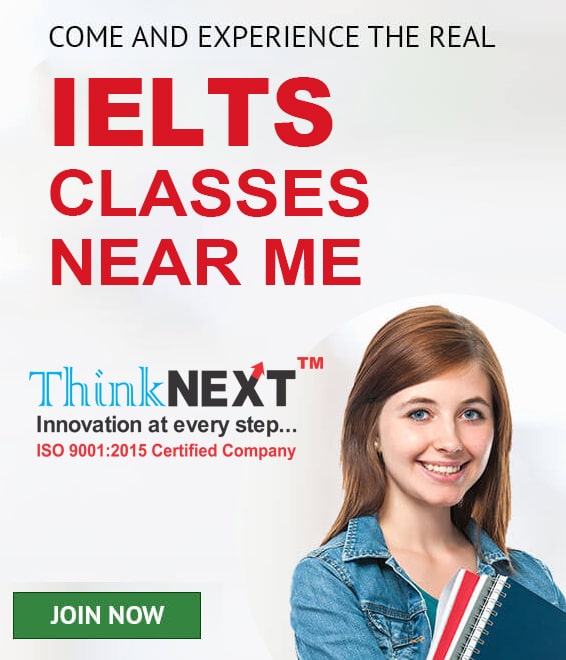 COME AND EXPERIENCE THE REAL
IELTS
CLASSES
NEAR ME
ThinkNEXT™
Innovation at every step...
ISO 9001:2015 Certified Company
JOIN NOW